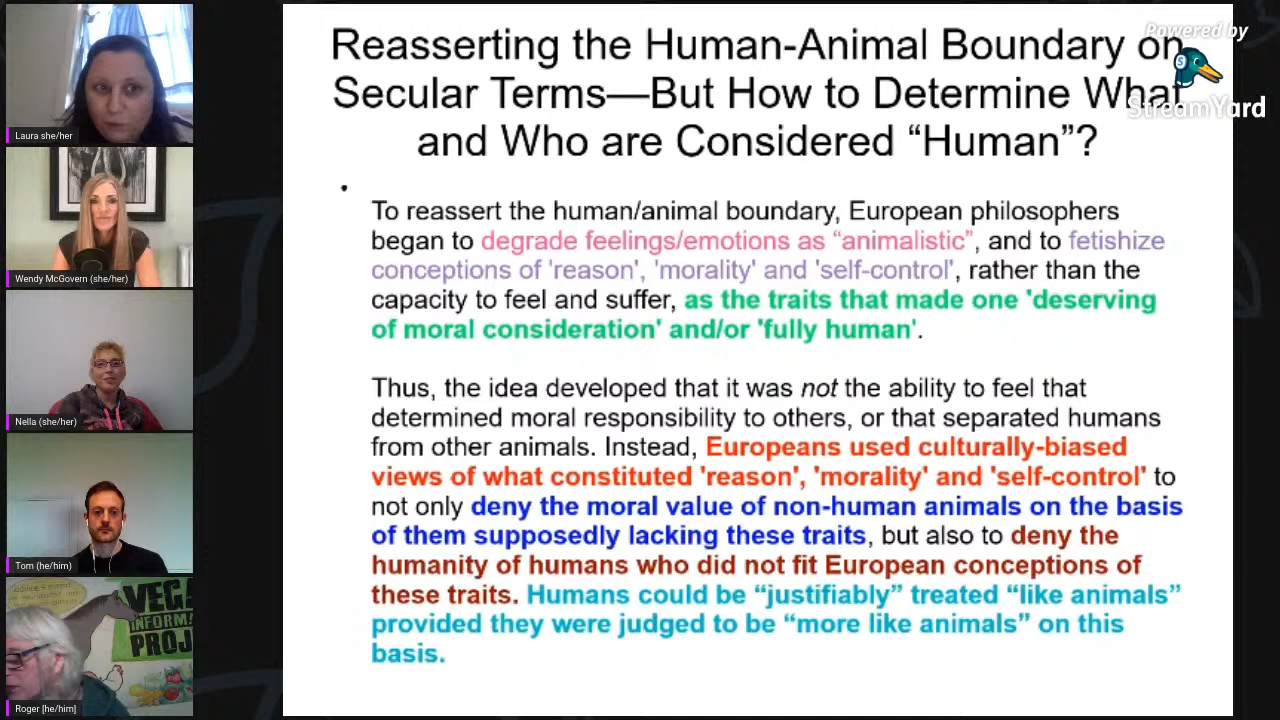 Reasserting the Human-Animal Boundary on
Secular Terms—But How to Determine What
and Who are Considered “Human”?
To reassert the human/animal boundary, European philosophers
began to degrade feelings/emotions as “animalistic”, and to fetishize
conceptions of 'reason', 'morality' and 'self-control', rather than the
capacity to feel and suffer, as the traits that made one 'deserving
of moral consideration' and/or 'fully human'.
Thus, the idea developed that it was not the ability to feel that
determined moral responsibility to others, or that separated humans
from other animals. Instead, Europeans used culturally-biased
views of what constituted 'reason', 'morality' and 'self-control' to
not only deny the moral value of non-human animals on the basis
of them supposedly lacking these traits, but also to deny the
humanity of humans who did not fit European conceptions of
these traits. Humans could be “justifiably” treated “like animals”
provided they were judged to be “more like animals” on this
basis.
Powered by
StreamYard
Laura she/her
Wendy McGovern (she/her)
Nella (she/her)
Tom (he/him)
VEGA
INFORMA
PROJ
Roger [he/him]